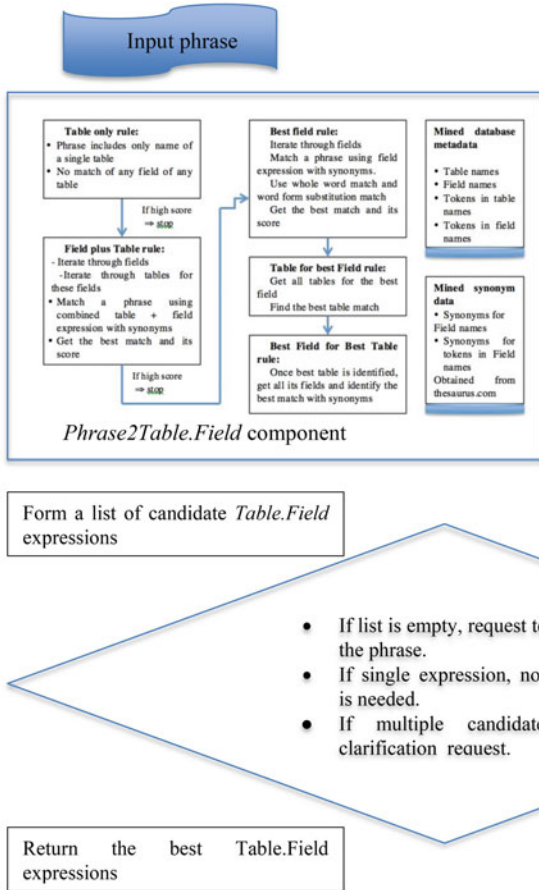 Input phrase
Table only rule:
• Phrase includes only name of
a single table
• No match of any field of any
table
If high score
⇒ stop
Field plus Table rule:
- Iterate through fields
-Iterate through tables for
these fields
• Match a phrase using
combined table + field
expression with synonyms
• Get the best match and its
score
If high score
⇒ stop
Best field rule:
Iterate through fields
Match a phrase using field
expression with synonyms.
Use whole word match and
word form substitution match
Get the best match and its
score
Table for best Field rule:
Get all tables for the best
field
Find the best table match
Best Field for Best Table
rule:
Once best table is identified,
get all its fields and identify the
best match with synonyms
Mined database
metadata
• Table names
• Field names
• Tokens in table
names
• Tokens in field
names
Mined synonym
data
• Synonyms for
Field names
• Synonyms for
tokens in Field
names
Obtained from
thesaurus.com
Phrase2Table.Field component
Form a list of candidate Table.Field
expressions
• If list is empty, request
the phrase.
• If single expression,
is needed.
• If multiple
clarification request.
Return the best Table.Field
expressions